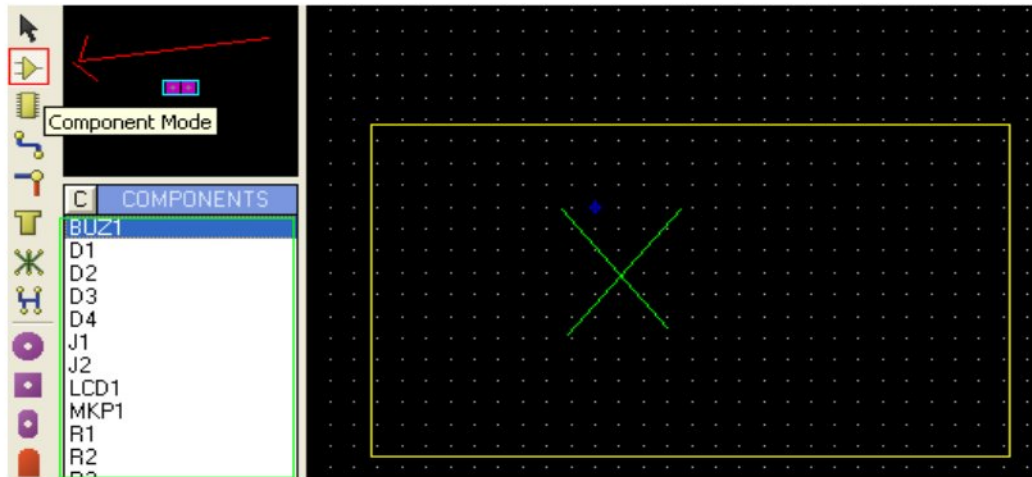 Component Mode
C COMPONENTS
BUZ1
D1
D2
D3
D4
J1
J2
LCD1
MKP1
R1
R2